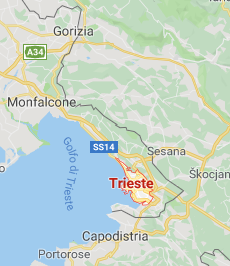 Gorizia
A34
Monfalcone
SS14
Golfo di Trieste
Sesana
Trieste
Škocjan
Capodistria
Portorose